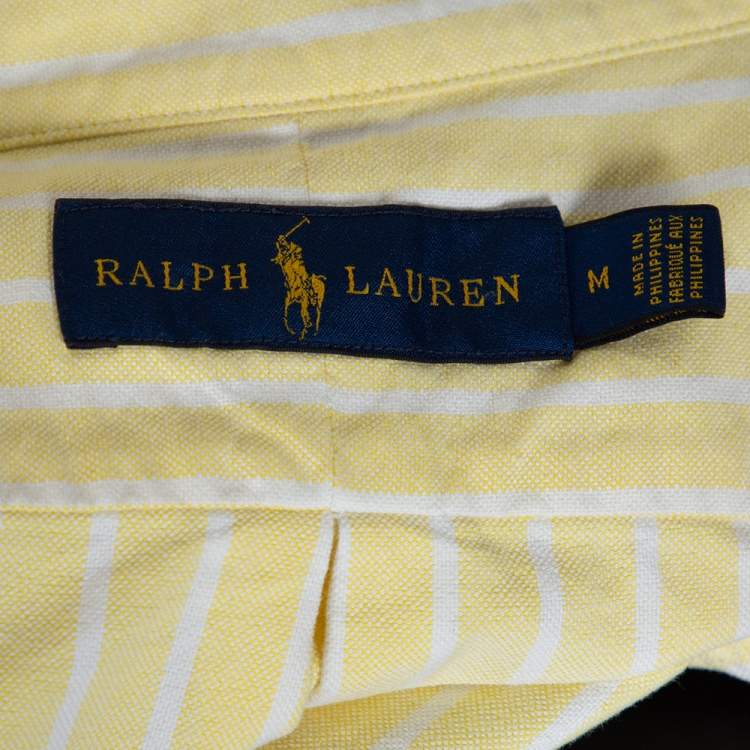 RALPH LAUREN
M
MADE IN
PHILIPPINES
FABRIQUÉ AUX
PHILIPPINES